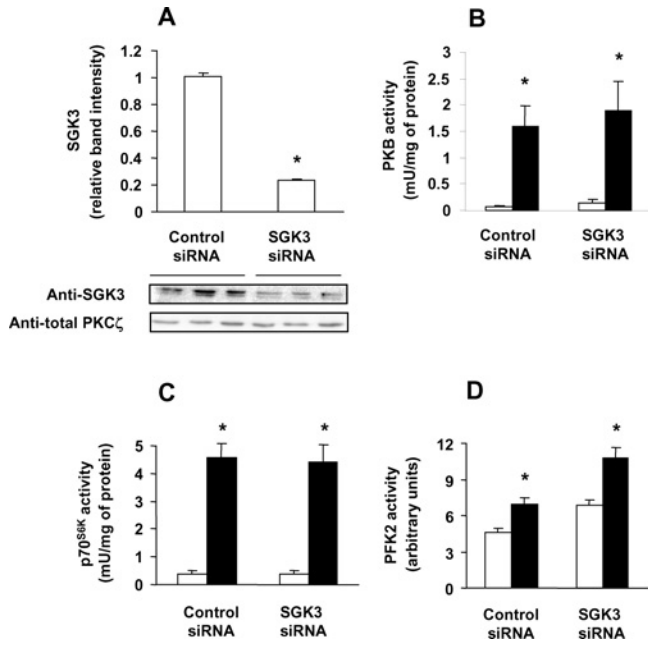 A
SGK3
(relative band intensity)
1.2
1
0.8
0.6
0.4
0.2
0
*
Control
siRNA
SGK3
siRNA
Anti-SGK3
Anti-total PKCζ
B
PKB activity
(mU/mg of protein)
3
2.5
2
1.5
1
0.5
0
*
*
Control
siRNA
SGK3
siRNA
C
p70S6K activity
(mU/mg of protein)
5
4
3
2
1
0
*
*
Control
siRNA
SGK3
siRNA
D
PFK2 activity
(arbitrary units)
12
9
6
3
0
*
*
Control
siRNA
SGK3
siRNA